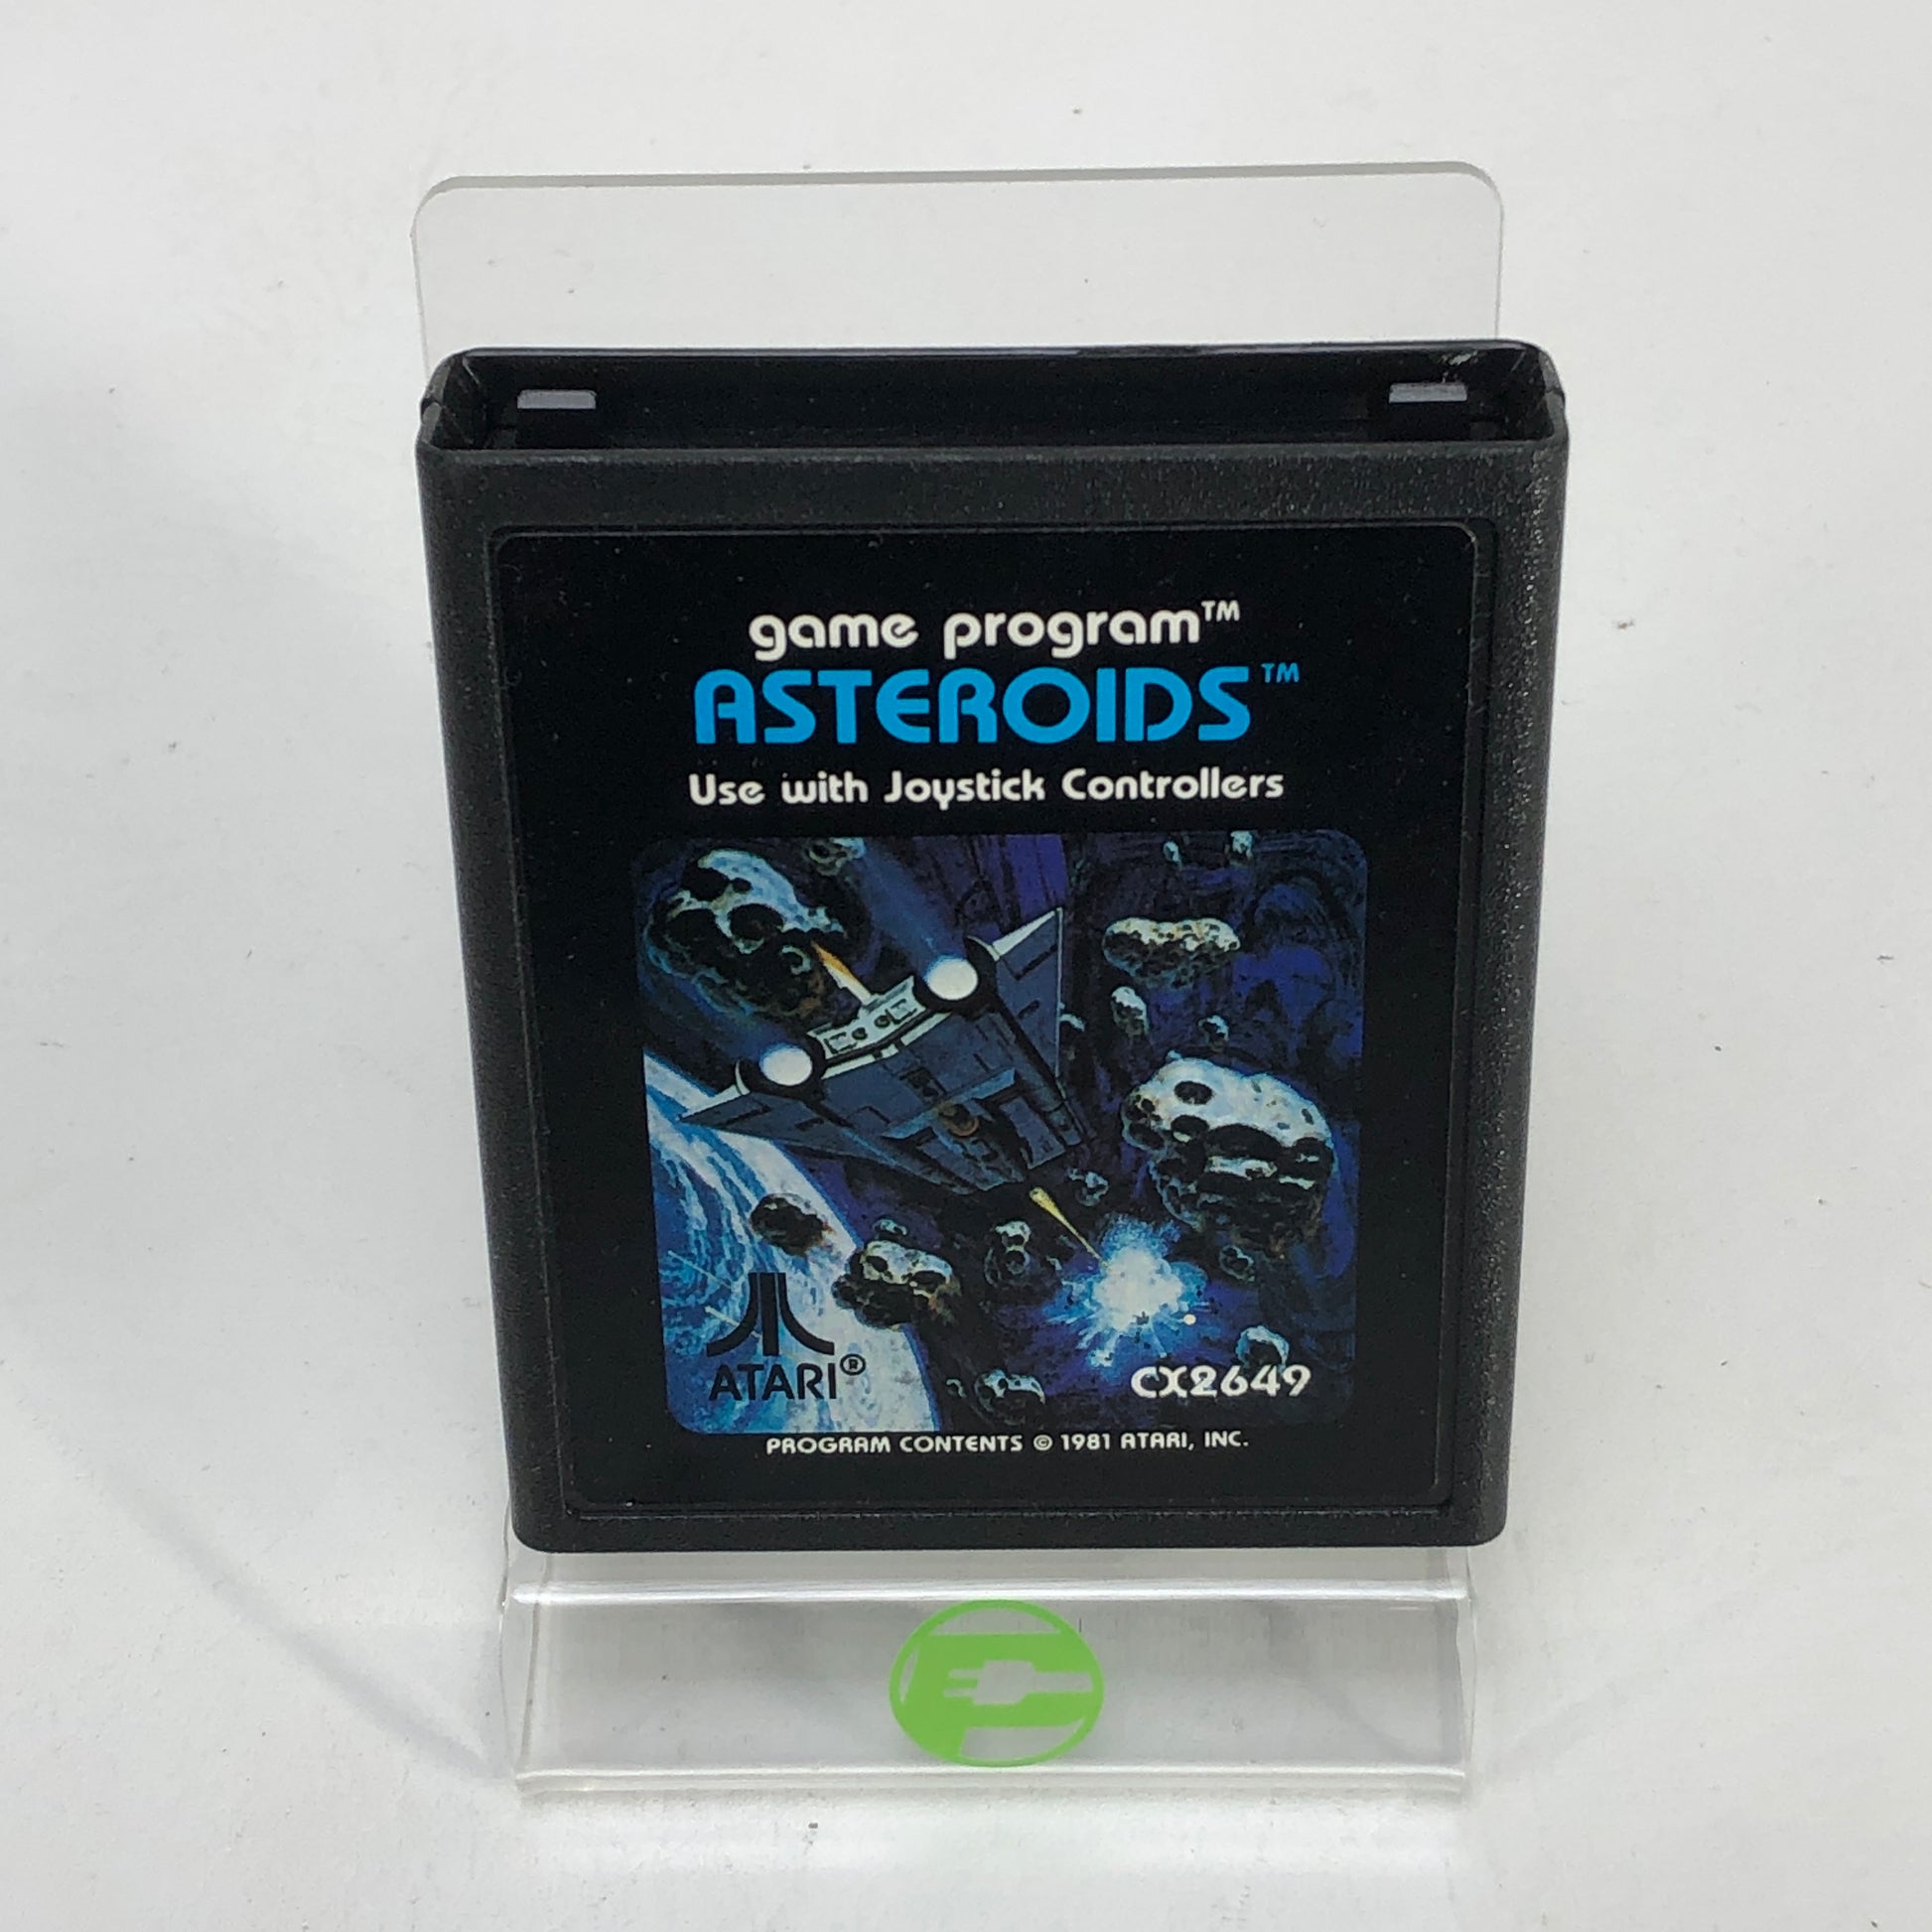 game program™
ASTEROIDS™
Use with Joystick Controllers
ATARI®
CX2649
PROGRAM CONTENTS © 1981 ATARI, INC.